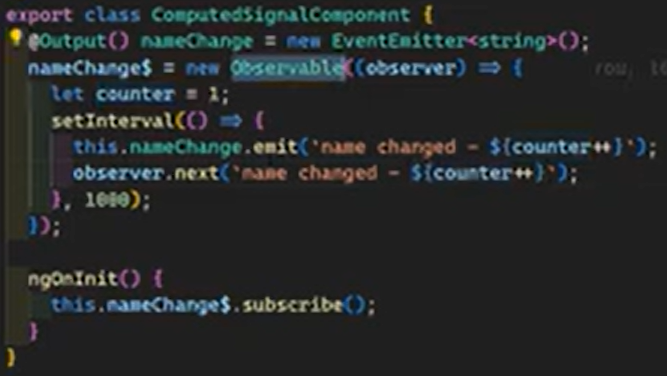 export class ComputedSignalComponent {
@Output() nameChange = new EventEmitter<string>();
nameChange$ = new Observable((observer) => {
let counter = 1;
setInterval(() => {
this.nameChange.emit(`name changed - ${counter++}`);
observer.next(`name changed - ${counter++}`);
}, 1000);
});
ngOnInit() {
this.nameChange$.subscribe();
}
}